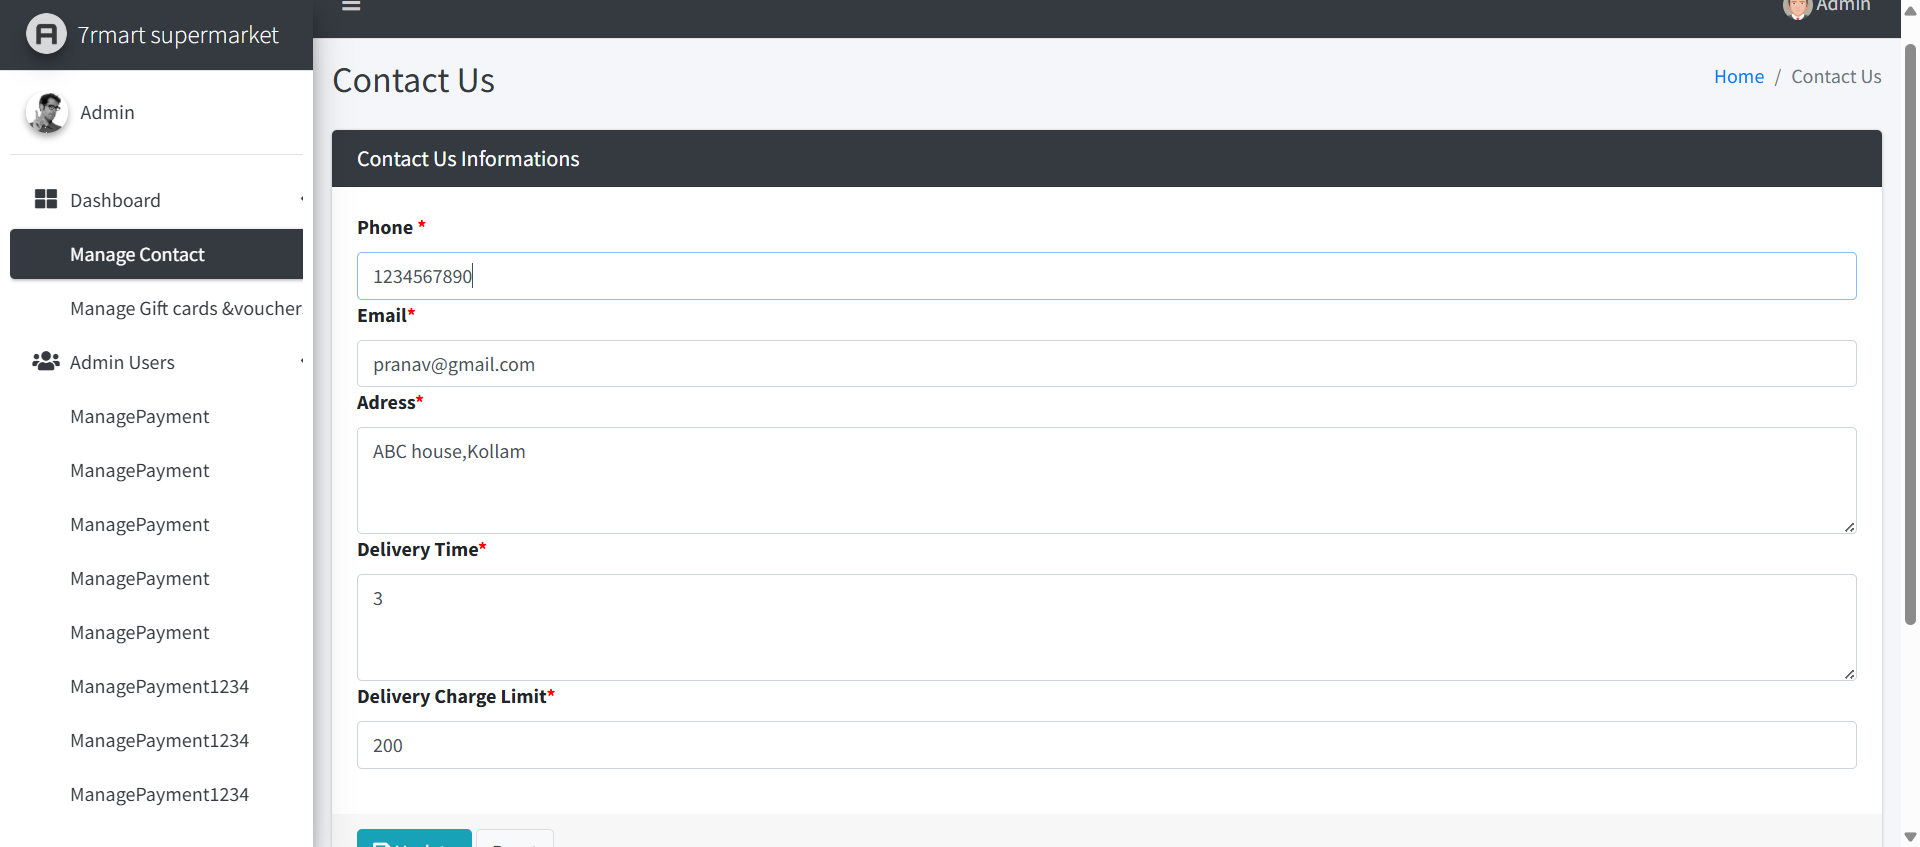 7rmart supermarket
Admin
Admin
Dashboard
Manage Contact
Manage Gift cards &voucher
Admin Users
ManagePayment
ManagePayment
ManagePayment
ManagePayment
ManagePayment
ManagePayment1234
ManagePayment1234
ManagePayment1234
Contact Us
Home / Contact Us
Contact Us Informations
Phone *
1234567890
Email*
pranav@gmail.com
Adress*
ABC house,Kollam
Delivery Time*
3
Delivery Charge Limit*
200